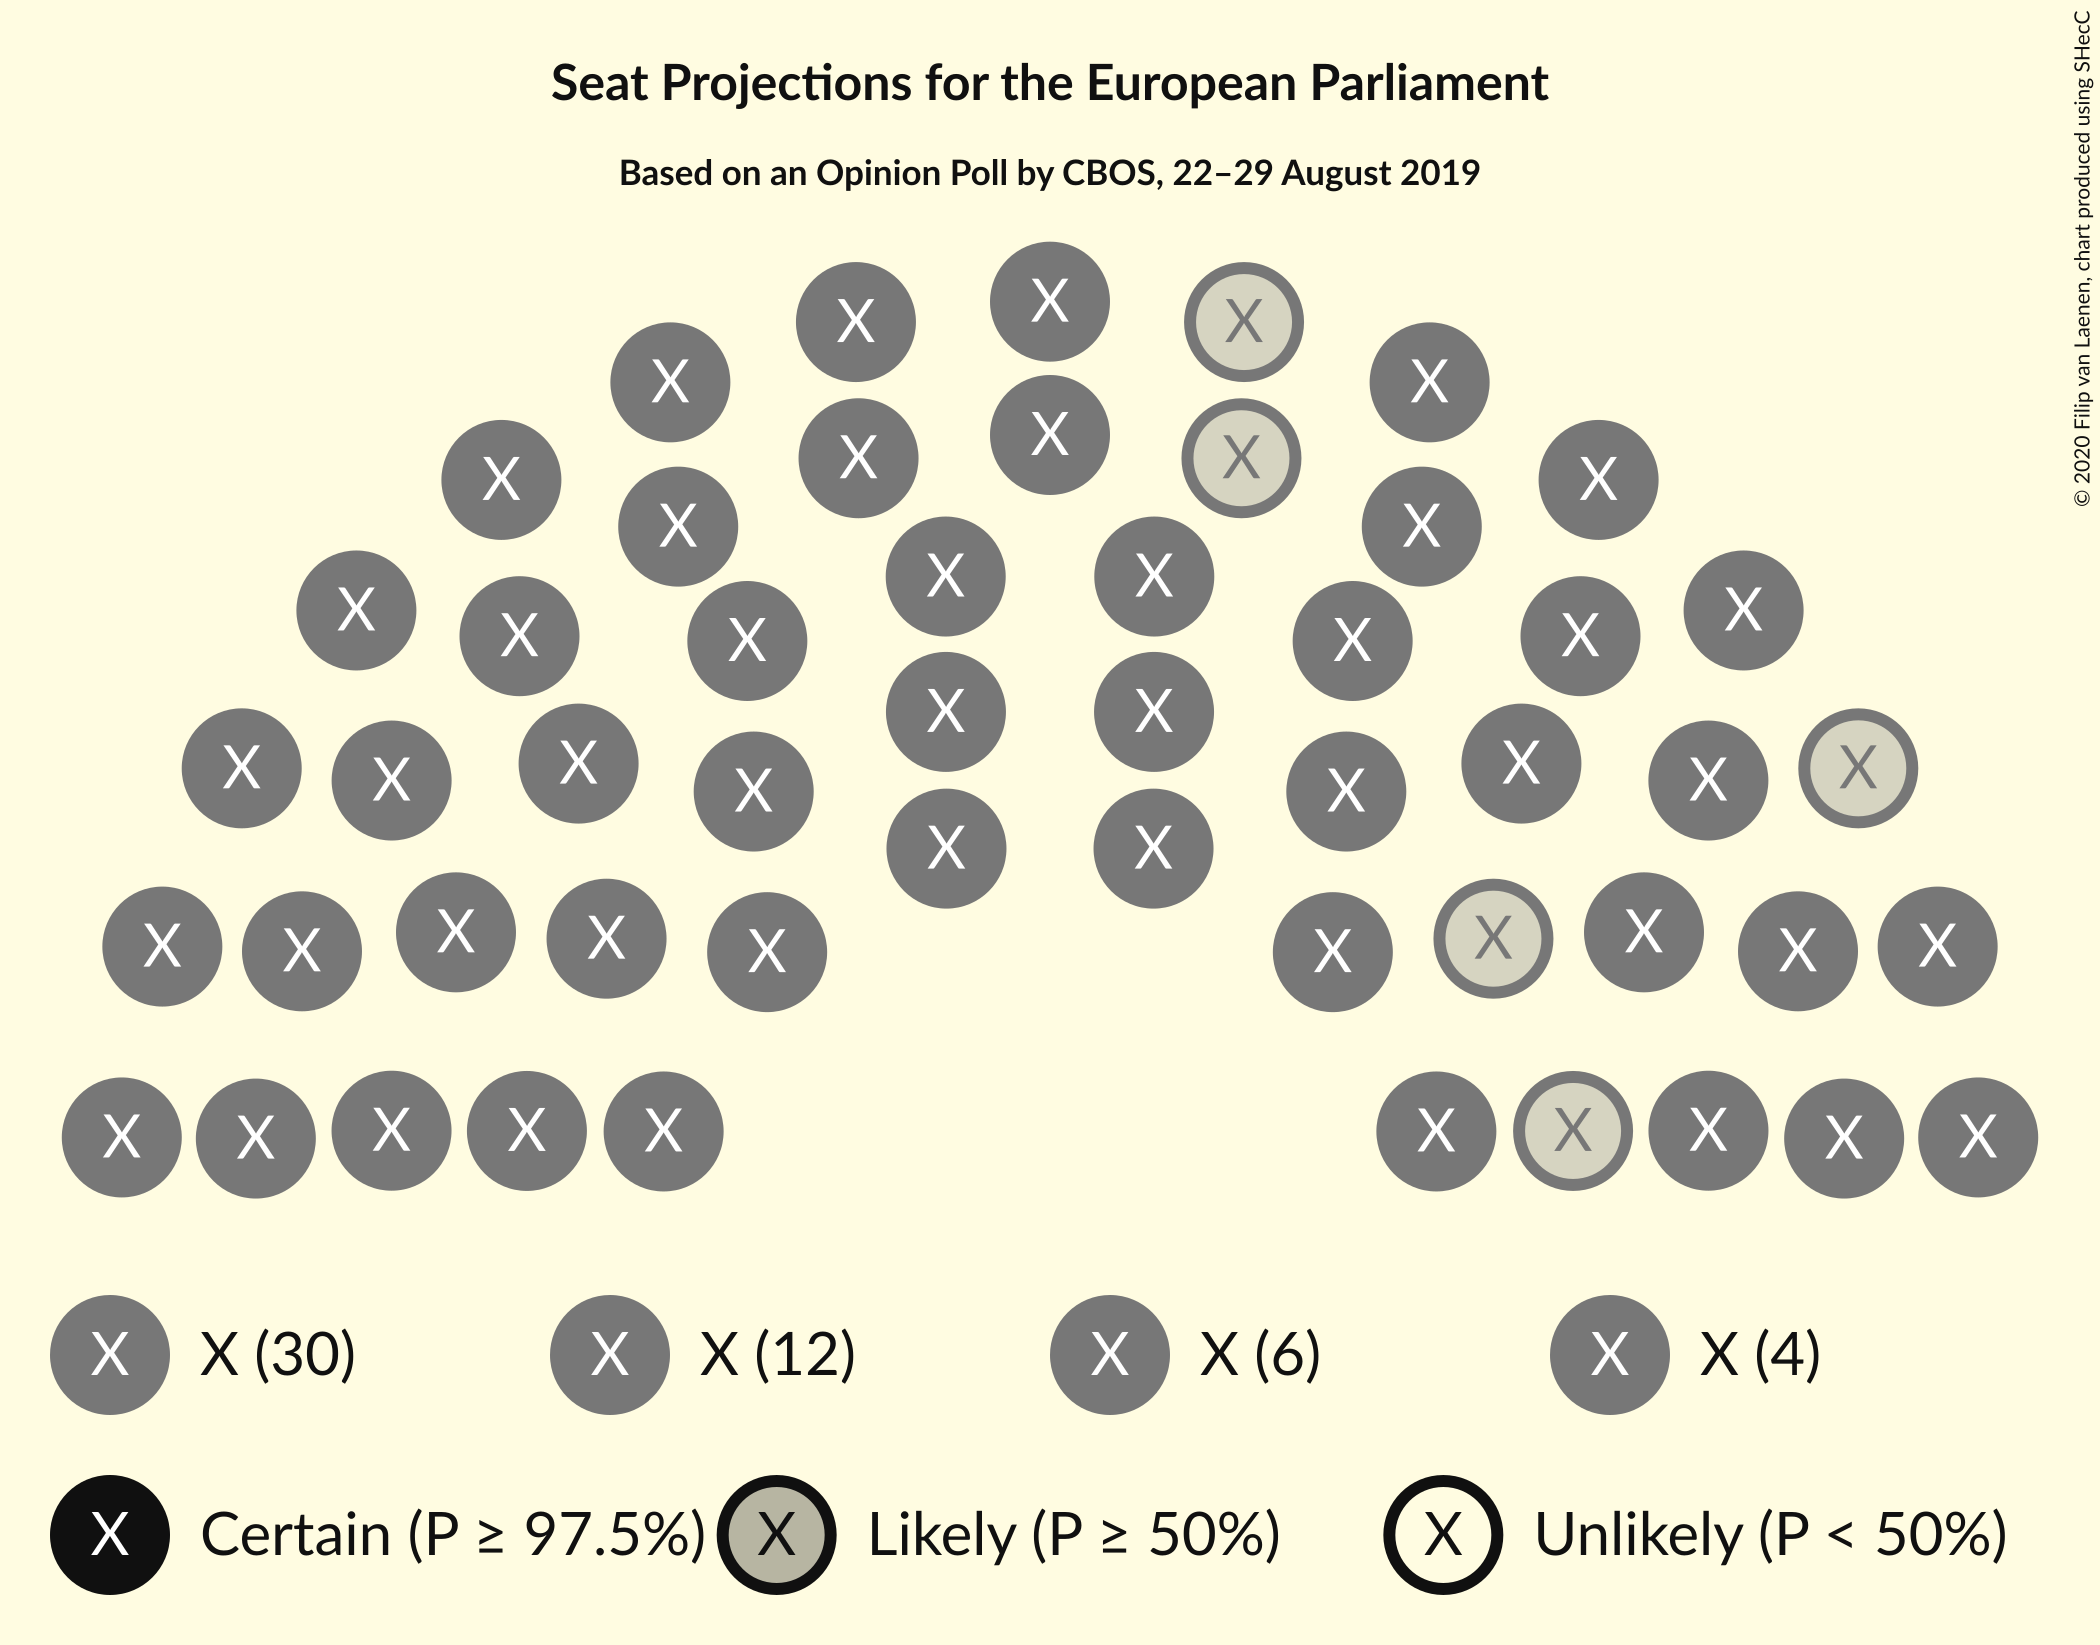 Seat Projections for the European Parliament
Based on an Opinion Poll by CBOS, 22–29 August 2019
© 2020 Filip van Laenen, chart produced using SHecC
X X X
X X
X X X X X
X X
X X
X X X X X X
X X
X X X X X X X X
X X
X X X X X X X X X X
X X X X X X X X X X
X X (30) X X (12) X X (6) X X (4)
X Certain (P ≥ 97.5%) X Likely (P ≥ 50%) X Unlikely (P < 50%)